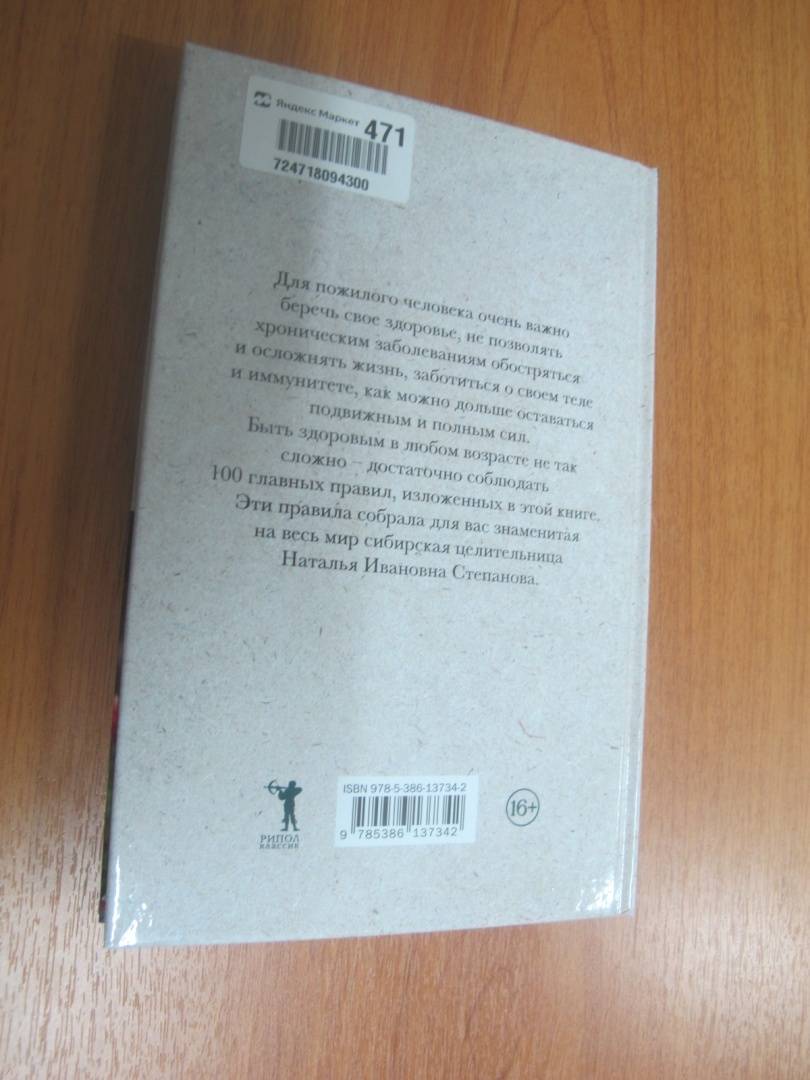 Яндекс Маркет 471
724718094300
Для пожилого человека очень важно
беречь свое здоровье, не позволять
хроническим заболеваниям обостряться
и осложнять жизнь, заботиться о своем теле
и иммунитете, как можно дольше оставаться
подвижным и полным сил.
Быть здоровым в любом возрасте не так
сложно – достаточно соблюдать
100 главных правил, изложенных в этой книге.
Эти правила собрала для вас знаменитая
на весь мир сибирская целительница
Наталья Ивановна Степанова.
РИПОЛ
КЛАССИК
ISBN 978-5-386-13734-2
9 785386 137342
16+